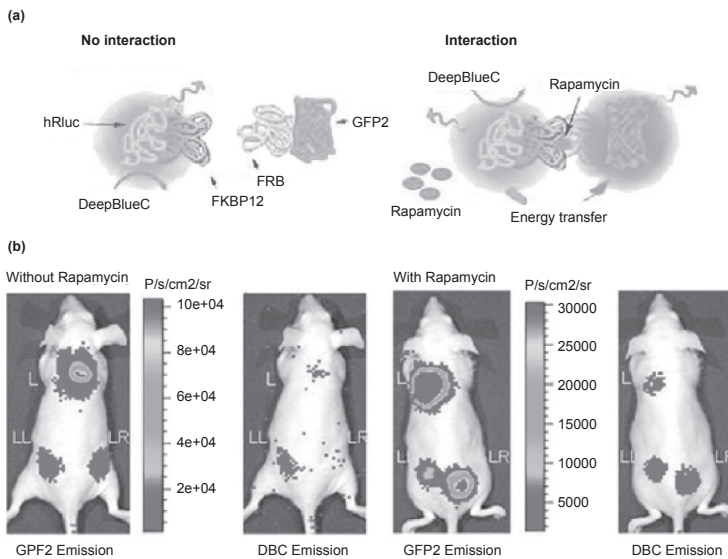 (a)
No interaction
Interaction
hRluc
DeepBlueC
FKBP12
FRB
GFP2
DeepBlueC
Rapamycin
Rapamycin
Energy transfer
(b)
Without Rapamycin
P/s/cm2/sr
10e+04
8e+04
6e+04
4e+04
2e+04
With Rapamycin
P/s/cm2/sr
30000
25000
20000
15000
10000
5000
L
LL
LR
L
LL
LR
L
LL
LR
L
LL
LR
GPF2 Emission
DBC Emission
GFP2 Emission
DBC Emission